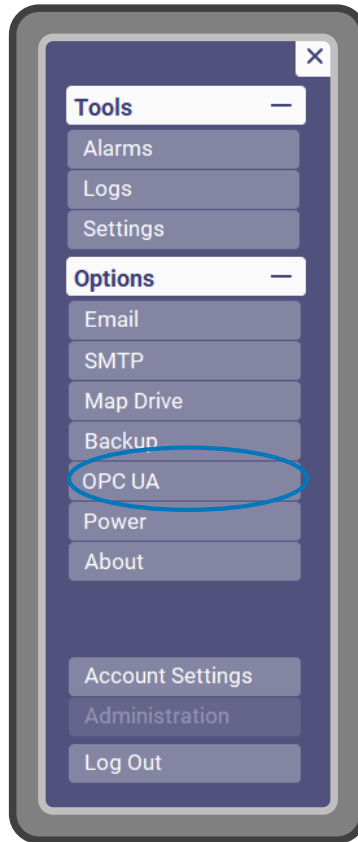 Tools
Alarms
Logs
Settings
Options
Email
SMTP
Map Drive
Backup
OPC UA
Power
About
Account Settings
Administration
Log Out